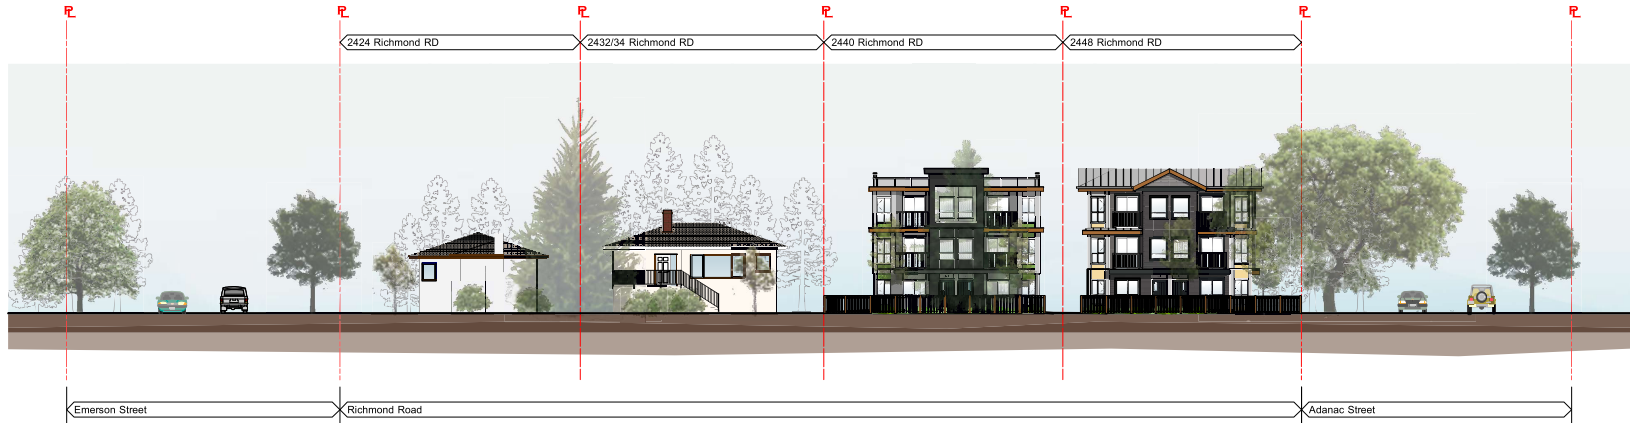 PL PL PL PL PL PL PL
2424 Richmond RD 2432/34 Richmond RD 2440 Richmond RD 2448 Richmond RD
Emerson Street Richmond Road Adanac Street